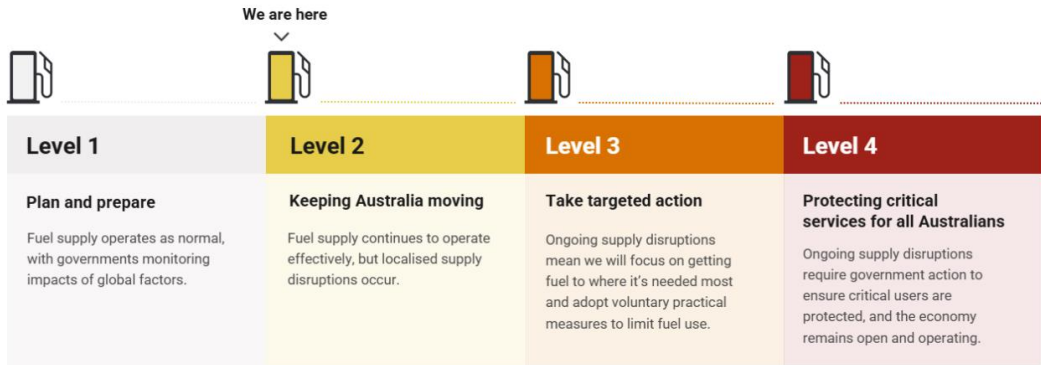 We are here
Level 1
Plan and prepare
Fuel supply operates as normal,
with governments monitoring
impacts of global factors.
Level 2
Keeping Australia moving
Fuel supply continues to operate
effectively, but localised supply
disruptions occur.
Level 3
Take targeted action
Ongoing supply disruptions
mean we will focus on getting
fuel to where it's needed most
and adopt voluntary practical
measures to limit fuel use.
Level 4
Protecting critical
services for all Australians
Ongoing supply disruptions
require government action to
ensure critical users are
protected, and the economy
remains open and operating.